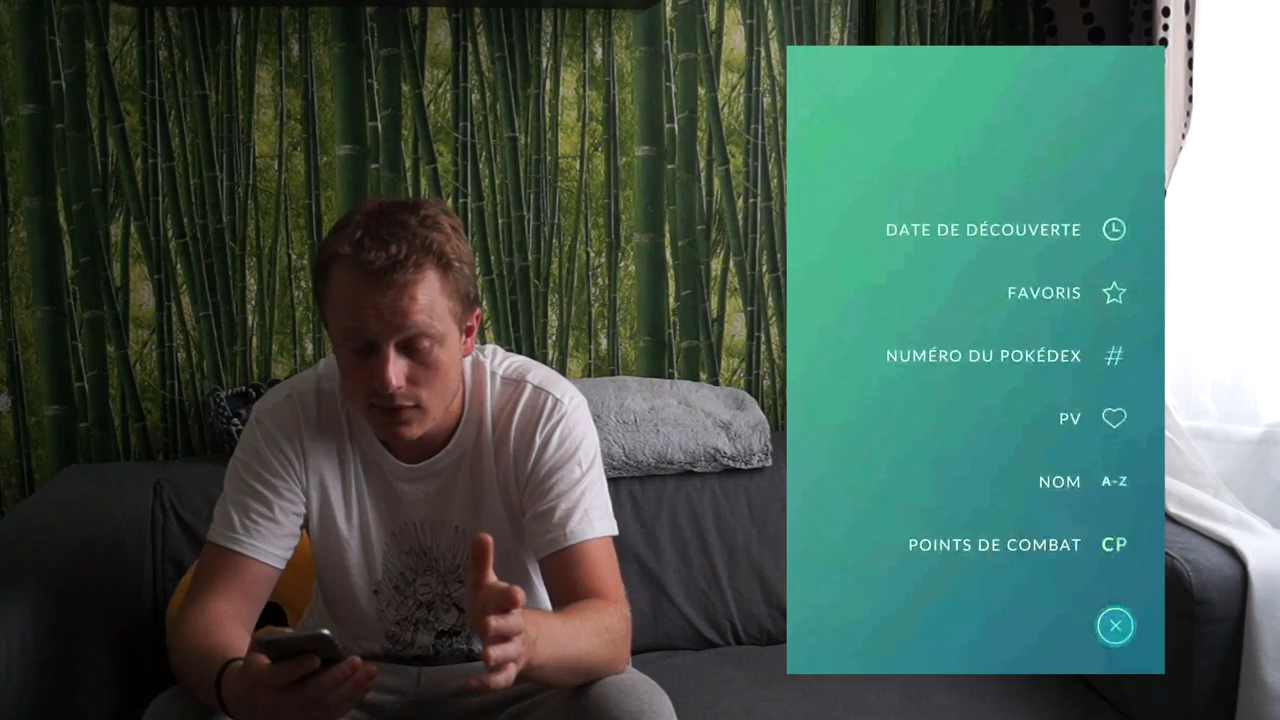 DATE DE DÉCOUVERTE
FAVORIS
NUMÉRO DU POKÉDEX #
PV
NOM A-Z
POINTS DE COMBAT CP